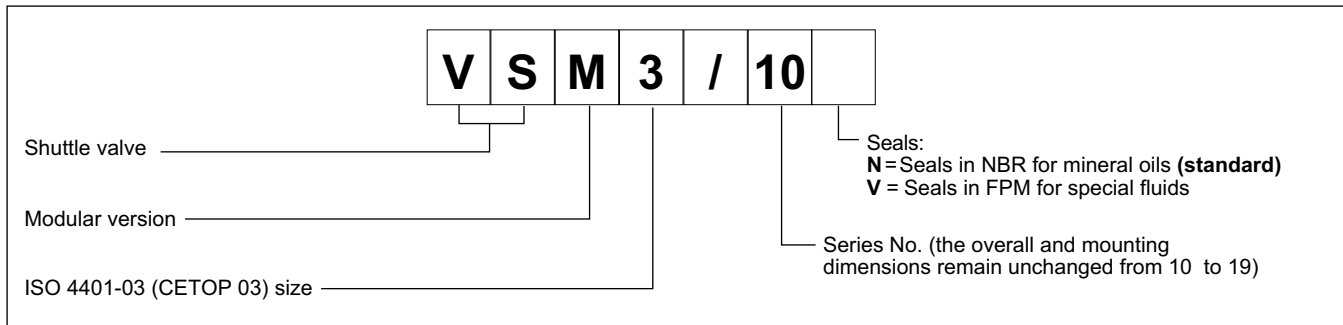 V S M 3 / 10
Shuttle valve
Modular version
ISO 4401-03 (CETOP 03) size
Seals:
N = Seals in NBR for mineral oils (standard)
V = Seals in FPM for special fluids
Series No. (the overall and mounting
dimensions remain unchanged from 10 to 19)